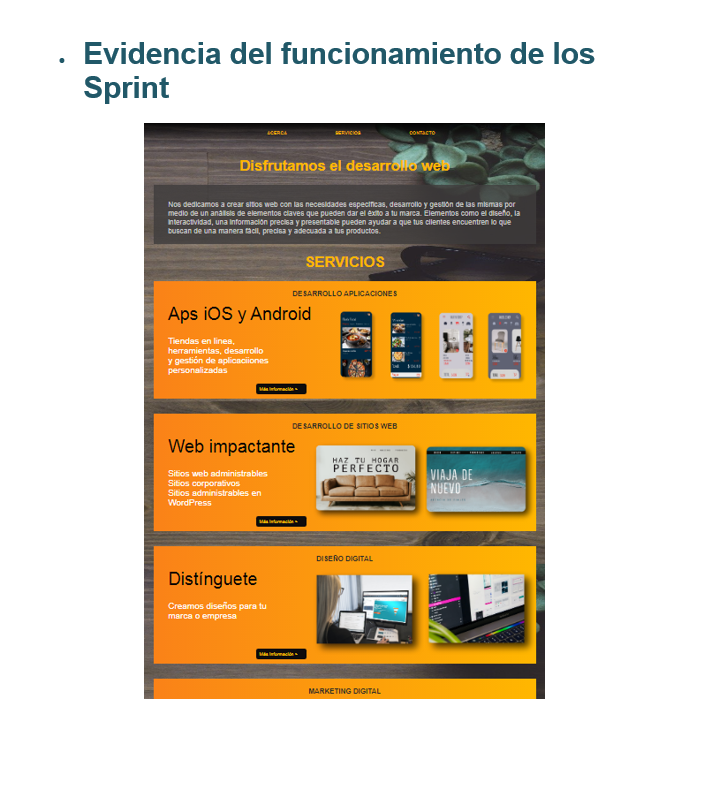 • Evidencia del funcionamiento de los
Sprint
ACERCA SERVICIOS CONTACTO
Disfrutamos el desarrollo web
Nos dedicamos a crear sitios web con las necesidades específicas, desarrollo y gestión de las mismas por
medio de un análisis de elementos claves que pueden dar el éxito a tu marca. Elementos como el diseño, la
interactividad, una información precisa y presentable pueden ayudar a que tus clientes encuentren lo que
buscan de una manera fácil, precisa y adecuada a tus productos.
SERVICIOS
DESARROLLO APLICACIONES
Aps iOS y Android
Tiendas en linea,
herramientas, desarrollo
y gestión de aplicaciones
personalizadas
Más Información »
DESARROLLO DE SITIOS WEB
Web impactante
Sitios web administrables
Sitios corporativos
Sitios administrables en
WordPress
HAZ TU HOGAR
PERFECTO
VIAJA DE
NUEVO
Más Información »
DISEÑO DIGITAL
Distínguete
Creamos diseños para tu
marca o empresa
Más Información »
MARKETING DIGITAL